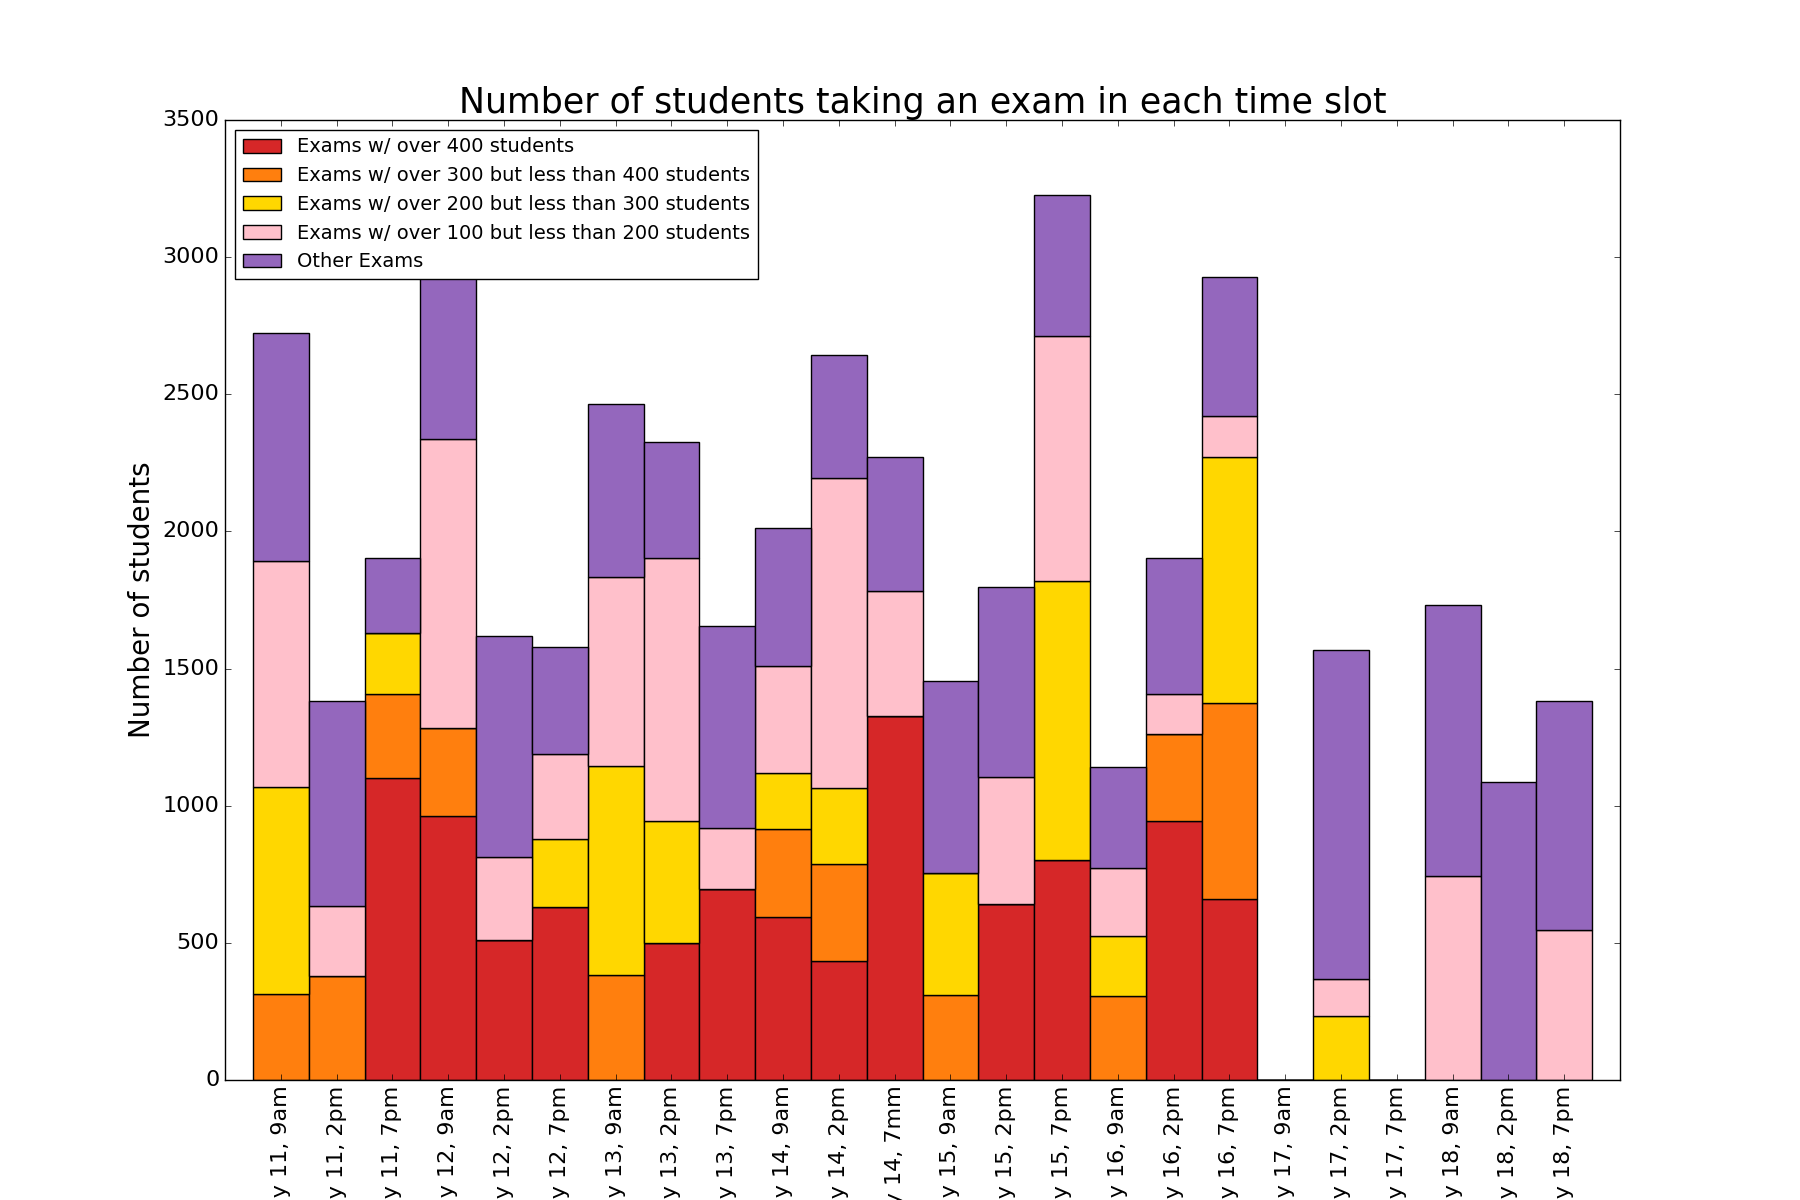 Number of students taking an exam in each time slot
Exams w/ over 400 students
Exams w/ over 300 but less than 400 students
Exams w/ over 200 but less than 300 students
Exams w/ over 100 but less than 200 students
Other Exams
Number of students
3500
3000
2500
2000
1500
1000
500
0
y 11, 9am
y 11, 2pm
y 11, 7pm
y 12, 9am
y 12, 2pm
y 12, 7pm
y 13, 9am
y 13, 2pm
y 13, 7pm
y 14, 9am
y 14, 2pm
y 14, 7mm
y 15, 9am
y 15, 2pm
y 15, 7pm
y 16, 9am
y 16, 2pm
y 16, 7pm
y 17, 9am
y 17, 2pm
y 17, 7pm
y 18, 9am
y 18, 2pm
y 18, 7pm